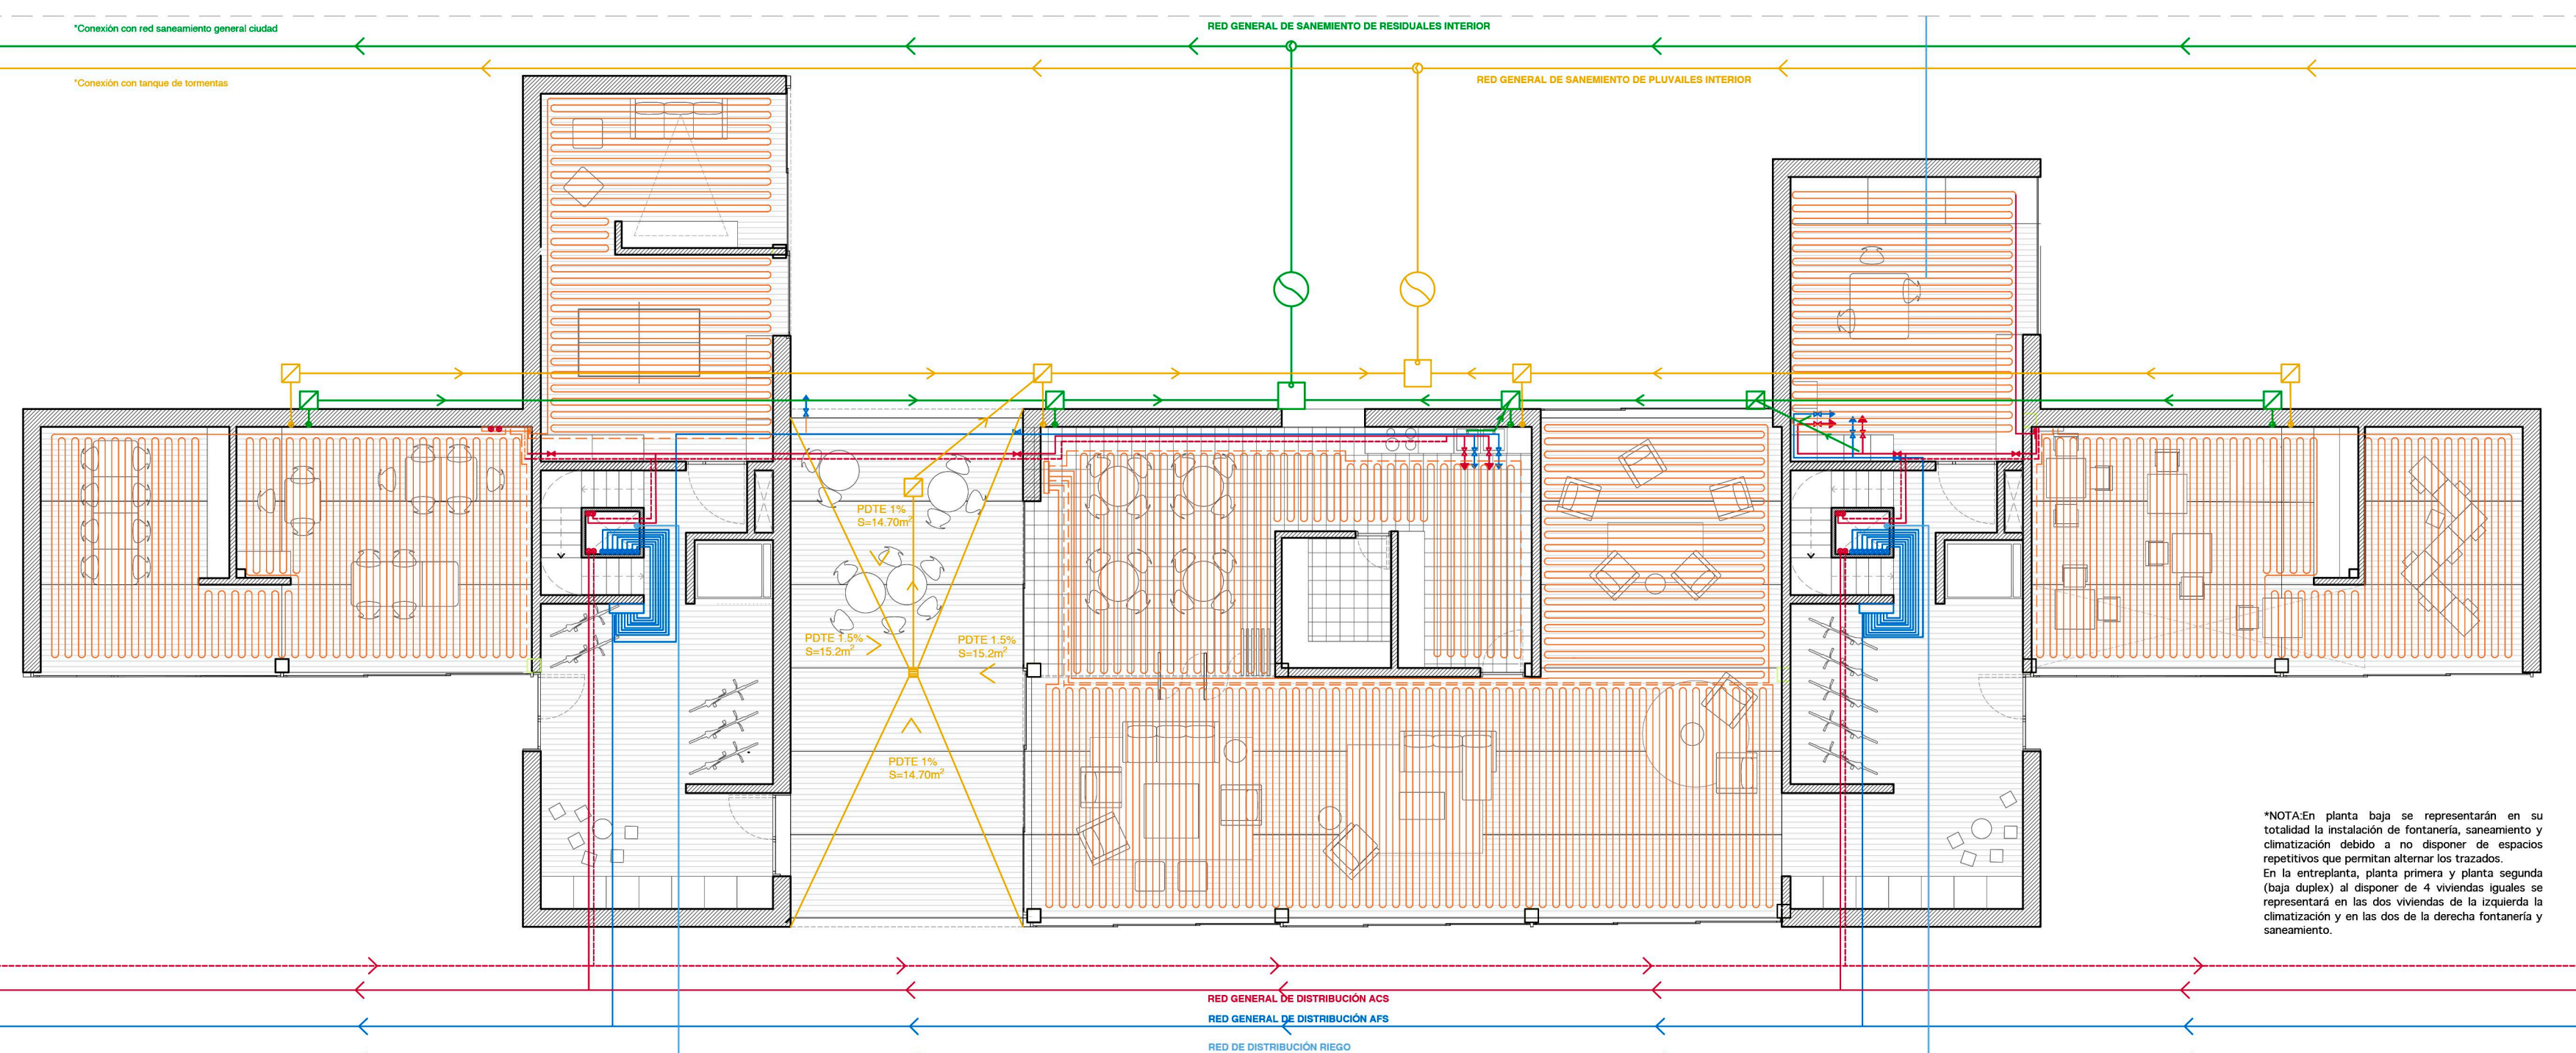 *Conexión con red saneamiento general ciudad
RED GENERAL DE SANEMIENTO DE RESIDUALES INTERIOR
*Conexión con tanque de tormentas
RED GENERAL DE SANEMIENTO DE PLUVAILES INTERIOR
PDTE 1%
S=14.70m²
PDTE 1.5%
S=15.2m²
PDTE 1.5%
S=15.2m²
PDTE 1%
S=14.70m²
*NOTA:En planta baja se representarán en su
totalidad la instalación de fontanería, saneamiento y
climatización debido a no disponer de espacios
repetitivos que permitan alternar los trazados.
En la entreplanta, planta primera y planta segunda
(baja duplex) al disponer de 4 viviendas iguales se
representará en las dos viviendas de la izquierda la
climatización y en las dos de la derecha fontanería y
saneamiento.
RED GENERAL DE DISTRIBUCIÓN ACS
RED GENERAL DE DISTRIBUCIÓN AFS
RED DE DISTRIBUCIÓN RIEGO